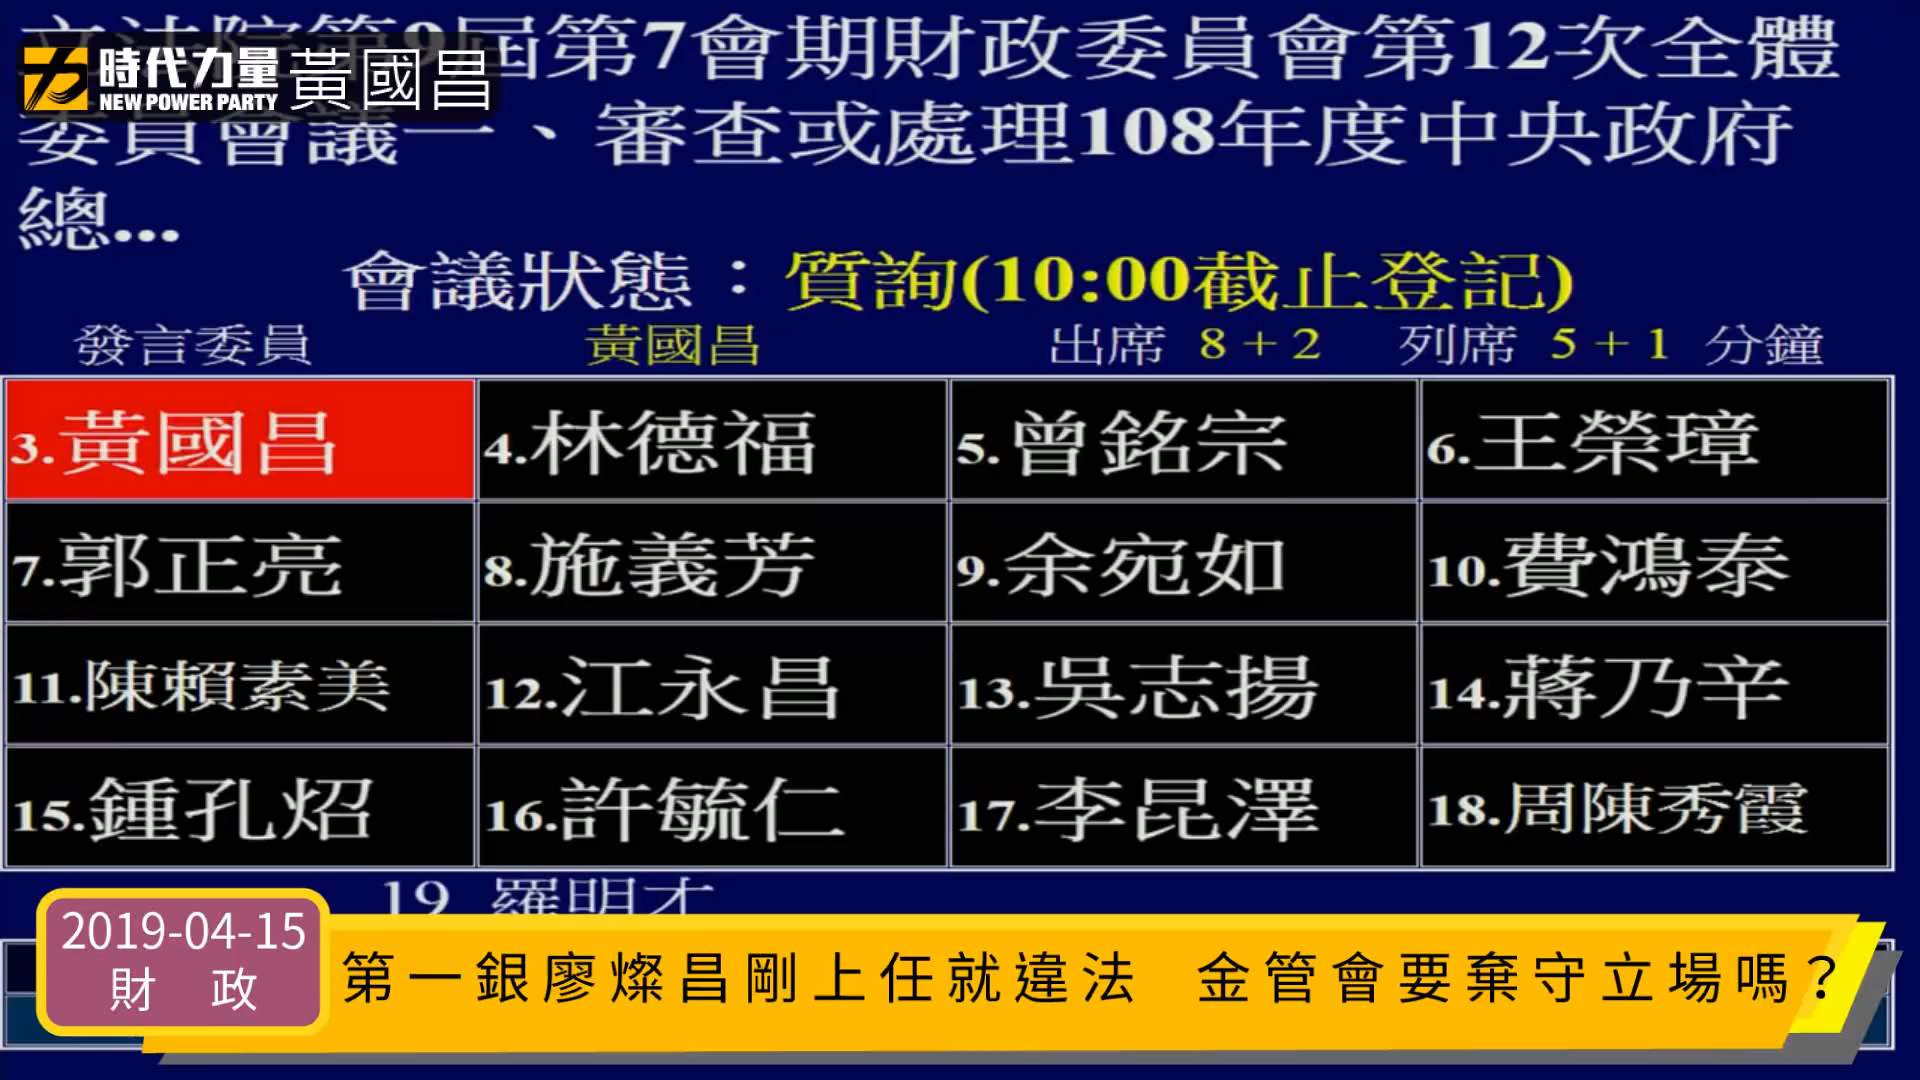 立法院第9屆第7會期財政委員會第12次全體
時代力量 黃國昌
NEW POWER PARTY
委員會議一、審查或處理108年度中央政府
總...
會議狀態：質詢(10:00截止登記)
發言委員 黃國昌 出席 8 + 2 列席 5 + 1 分鐘
3.黃國昌 4.林德福 5.曾銘宗 6.王榮璋
7.郭正亮 8.施義芳 9.余宛如 10.費鴻泰
11.陳賴素美 12.江永昌 13.吳志揚 14.蔣乃辛
15.鍾孔炤 16.許毓仁 17.李昆澤 18.周陳秀霞
19 羅明才
2019-04-15
財 政
第一銀廖燦昌剛上任就違法 金管會要棄守立場嗎？